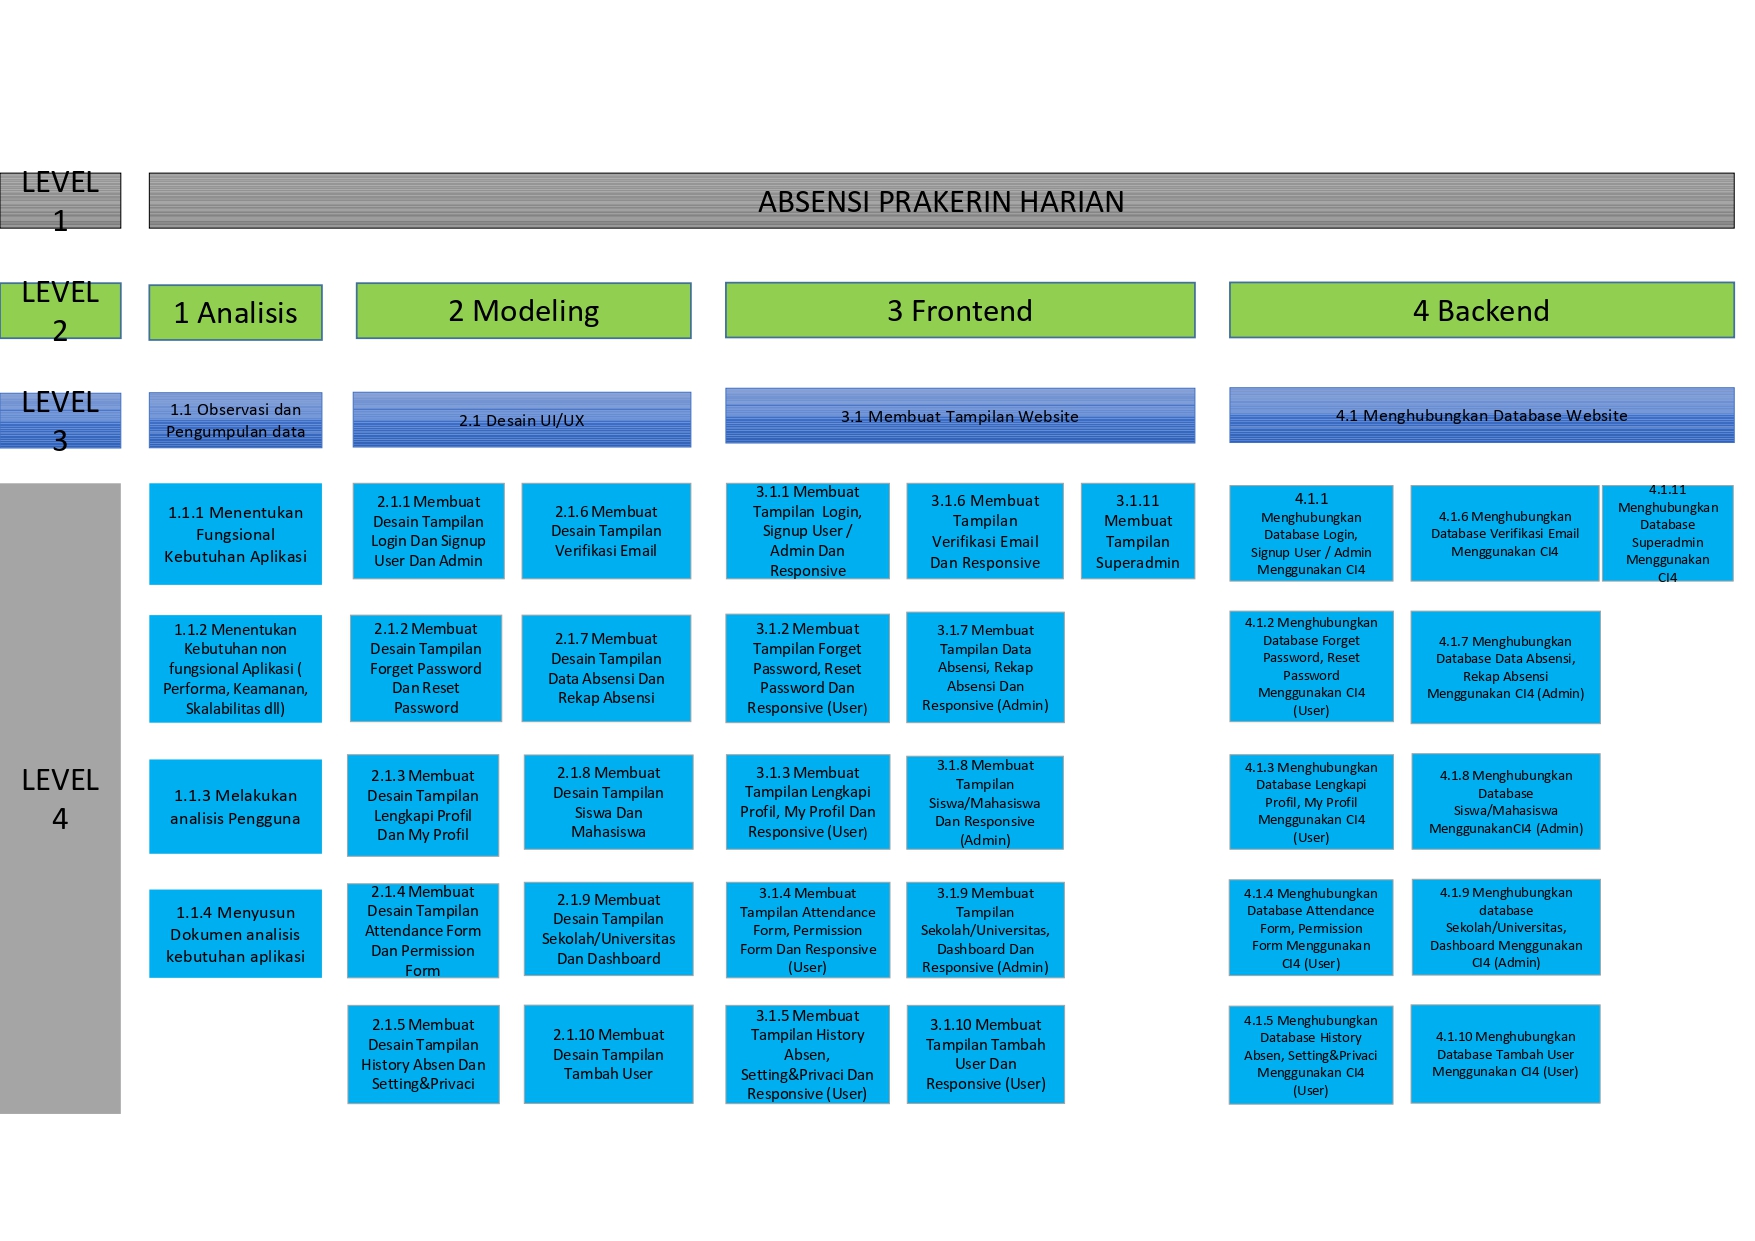 LEVEL
1
ABSENSI PRAKERIN HARIAN
LEVEL
2
1 Analisis
2 Modeling
3 Frontend
4 Backend
LEVEL
3
1.1 Observasi dan
Pengumpulan data
2.1 Desain UI/UX
3.1 Membuat Tampilan Website
4.1 Menghubungkan Database Website
LEVEL
4
1.1.1 Menentukan
Fungsional
Kebutuhan Aplikasi
2.1.1 Membuat
Desain Tampilan
Login Dan Signup
User Dan Admin
2.1.6 Membuat
Desain Tampilan
Verifikasi Email
3.1.1 Membuat
Tampilan Login,
Signup User /
Admin Dan
Responsive
3.1.6 Membuat
Tampilan
Verifikasi Email
Dan Responsive
3.1.11
Membuat
Tampilan
Superadmin
4.1.1
Menghubungkan
Database Login,
Signup User / Admin
Menggunakan CI4
4.1.6 Menghubungkan
Database Verifikasi Email
Menggunakan CI4
4.1.11
Menghubungkan
Database
Superadmin
Menggunakan
CI4
1.1.2 Menentukan
Kebutuhan non
fungsional Aplikasi (
Performa, Keamanan,
Skalabilitas dll)
2.1.2 Membuat
Desain Tampilan
Forget Password
Dan Reset
Password
2.1.7 Membuat
Desain Tampilan
Data Absensi Dan
Rekap Absensi
3.1.2 Membuat
Tampilan Forget
Password, Reset
Password Dan
Responsive (User)
3.1.7 Membuat
Tampilan Data
Absensi, Rekap
Absensi Dan
Responsive (Admin)
4.1.2 Menghubungkan
Database Forget
Password, Reset
Password
Menggunakan CI4
(User)
4.1.7 Menghubungkan
Database Data Absensi,
Rekap Absensi
Menggunakan CI4 (Admin)
1.1.3 Melakukan
analisis Pengguna
2.1.3 Membuat
Desain Tampilan
Lengkapi Profil
Dan My Profil
2.1.8 Membuat
Desain Tampilan
Siswa Dan
Mahasiswa
3.1.3 Membuat
Tampilan Lengkapi
Profil, My Profil Dan
Responsive (User)
3.1.8 Membuat
Tampilan
Siswa/Mahasiswa
Dan Responsive
(Admin)
4.1.3 Menghubungkan
Database Lengkapi
Profil, My Profil
Menggunakan CI4
(User)
4.1.8 Menghubungkan
Database
Siswa/Mahasiswa
MenggunakanCI4 (Admin)
1.1.4 Menyusun
Dokumen analisis
kebutuhan aplikasi
2.1.4 Membuat
Desain Tampilan
Attendance Form
Dan Permission
Form
2.1.9 Membuat
Desain Tampilan
Sekolah/Universitas
Dan Dashboard
3.1.4 Membuat
Tampilan Attendance
Form, Permission
Form Dan Responsive
(User)
3.1.9 Membuat
Tampilan
Sekolah/Universitas,
Dashboard Dan
Responsive (Admin)
4.1.4 Menghubungkan
Database Attendance
Form, Permission
Form Menggunakan
CI4 (User)
4.1.9 Menghubungkan
database
Sekolah/Universitas,
Dashboard Menggunakan
CI4 (Admin)
2.1.5 Membuat
Desain Tampilan
History Absen Dan
Setting&Privaci
2.1.10 Membuat
Desain Tampilan
Tambah User
3.1.5 Membuat
Tampilan History
Absen,
Setting&Privaci Dan
Responsive (User)
3.1.10 Membuat
Tampilan Tambah
User Dan
Responsive (User)
4.1.5 Menghubungkan
Database History
Absen, Setting&Privaci
Menggunakan CI4
(User)
4.1.10 Menghubungkan
Database Tambah User
Menggunakan CI4 (User)